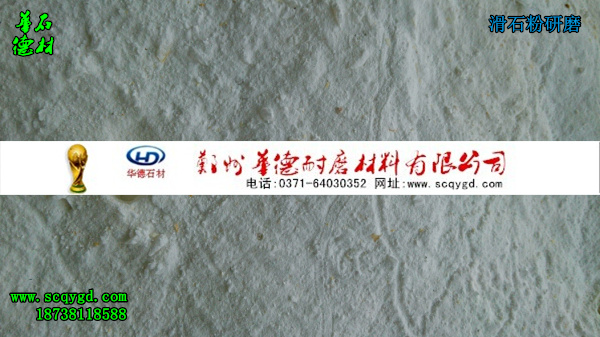 華石
德材
滑石粉研磨
HD
华德石材
郑州華德耐磨材料有限公司
电话:0371-64030352 网址:www.scqygd.com
www.scqygd.com
18738118588